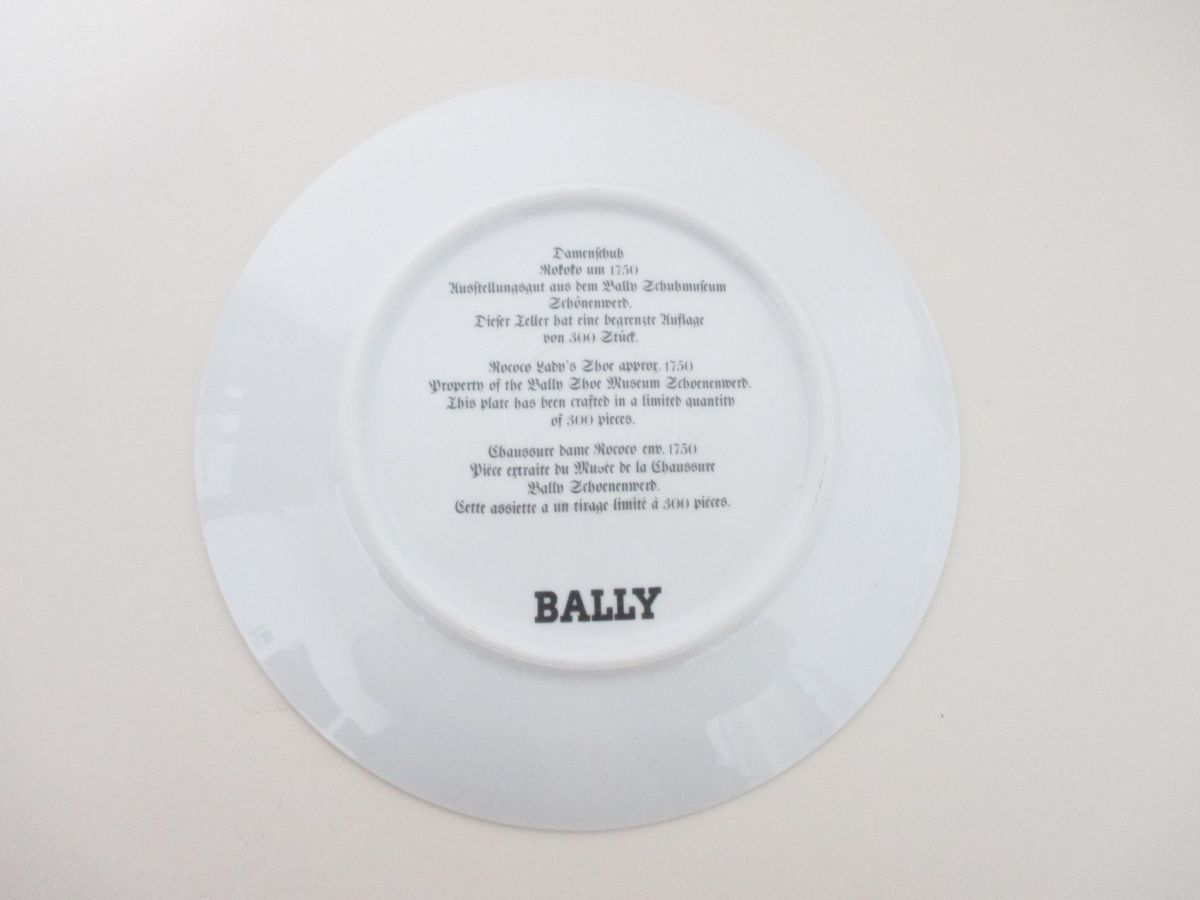 Damenschuh
Rokoko um 1750
Ausstellungsgut aus dem Bally Schuhmuseum
Schönenwerd.
Dieser Teller hat eine begrenzte Auflage
von 300 Stück.
Rococo Lady's Shoe approx. 1750
Property of the Bally Shoe Museum Schoenenwerd.
This plate has been crafted in a limited quantity
of 300 pieces.
Chaussure dame Rococo env. 1750
Pièce extraite du Musée de la Chaussure
Bally Schoenenwerd.
Cette assiette a un tirage limité à 300 pièces.
BALLY